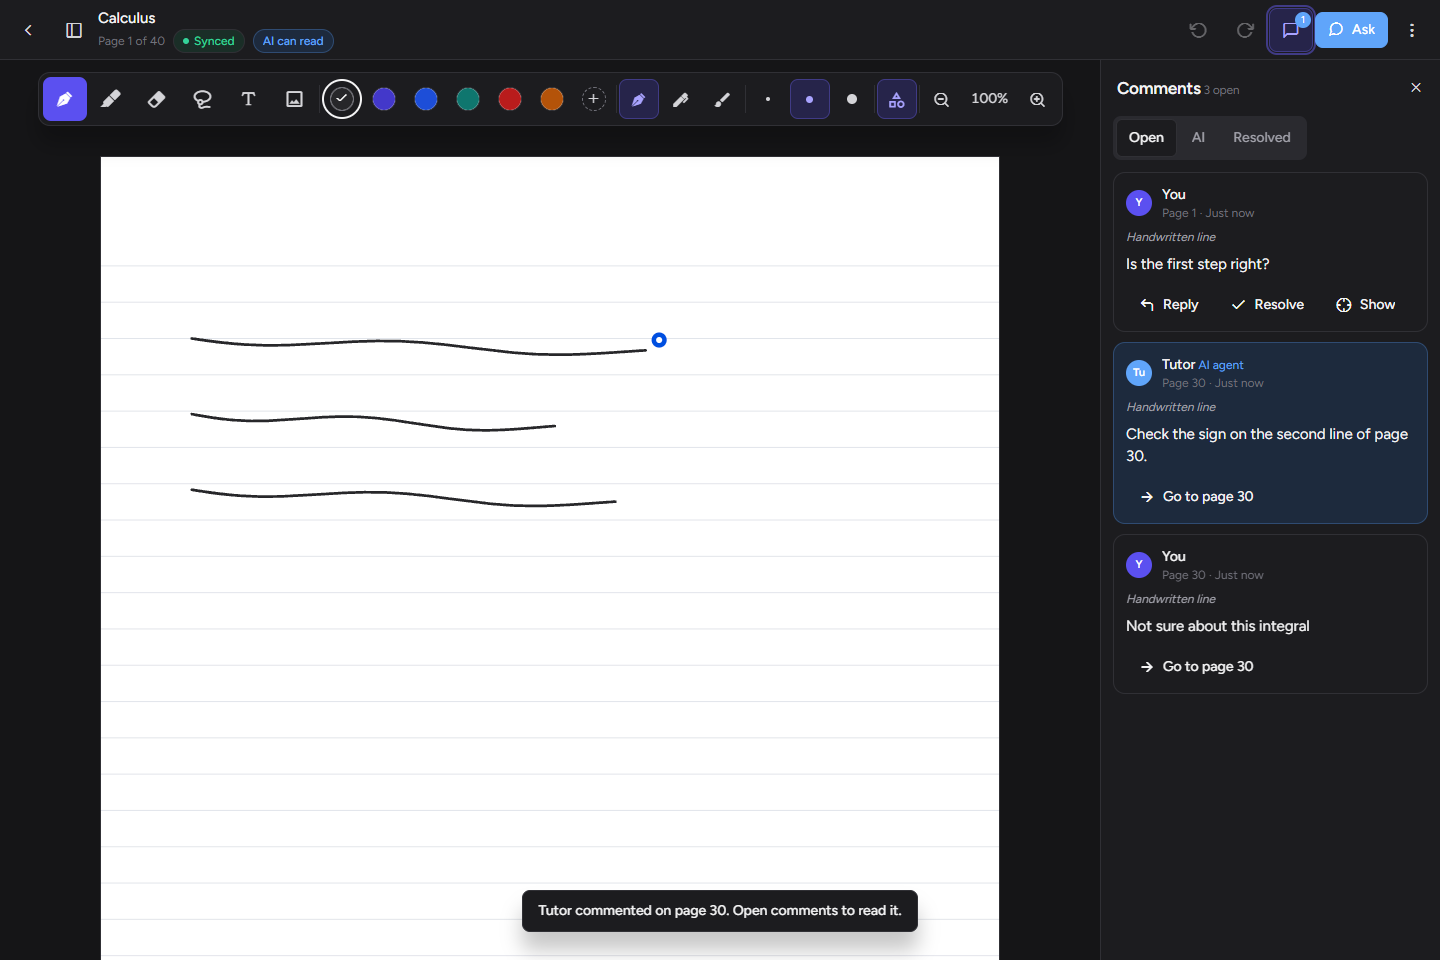 Calculus
Page 1 of 40
Synced
AI can read
1
Ask
100%
Comments 3 open
Open
AI
Resolved
Y
You
Page 1 · Just now
Handwritten line
Is the first step right?
Reply
Resolve
Show
Tu
Tutor AI agent
Page 30 · Just now
Handwritten line
Check the sign on the second line of page
30.
Go to page 30
Y
You
Page 30 · Just now
Handwritten line
Not sure about this integral
Go to page 30
Tutor commented on page 30. Open comments to read it.